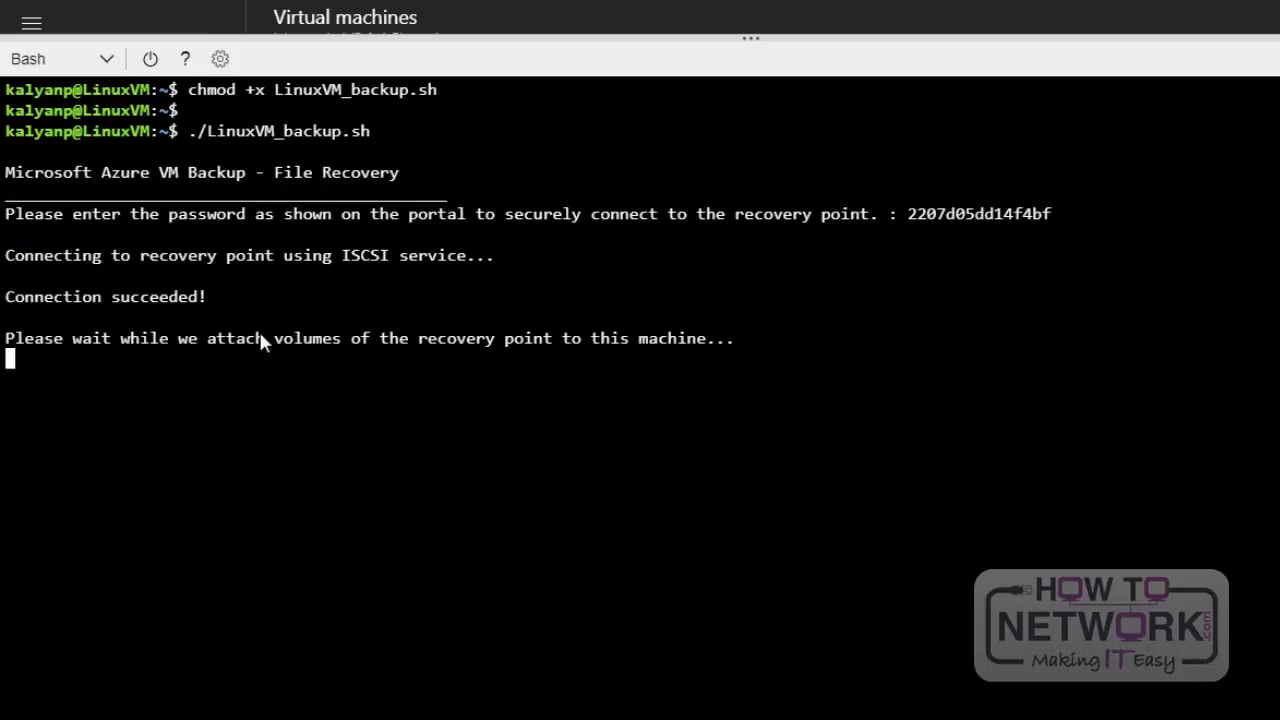 Virtual machines
Bash
?
kalyanp@LinuxVM:~$ chmod +x LinuxVM_backup.sh
kalyanp@LinuxVM:~$
kalyanp@LinuxVM:~$ ./LinuxVM_backup.sh
Microsoft Azure VM Backup - File Recovery
Please enter the password as shown on the portal to securely connect to the recovery point. : 2207d05dd14f4bf
Connecting to recovery point using ISCSI service...
Connection succeeded!
Please wait while we attach volumes of the recovery point to this machine...
HOW TO
NETWORK.com
Making IT Easy